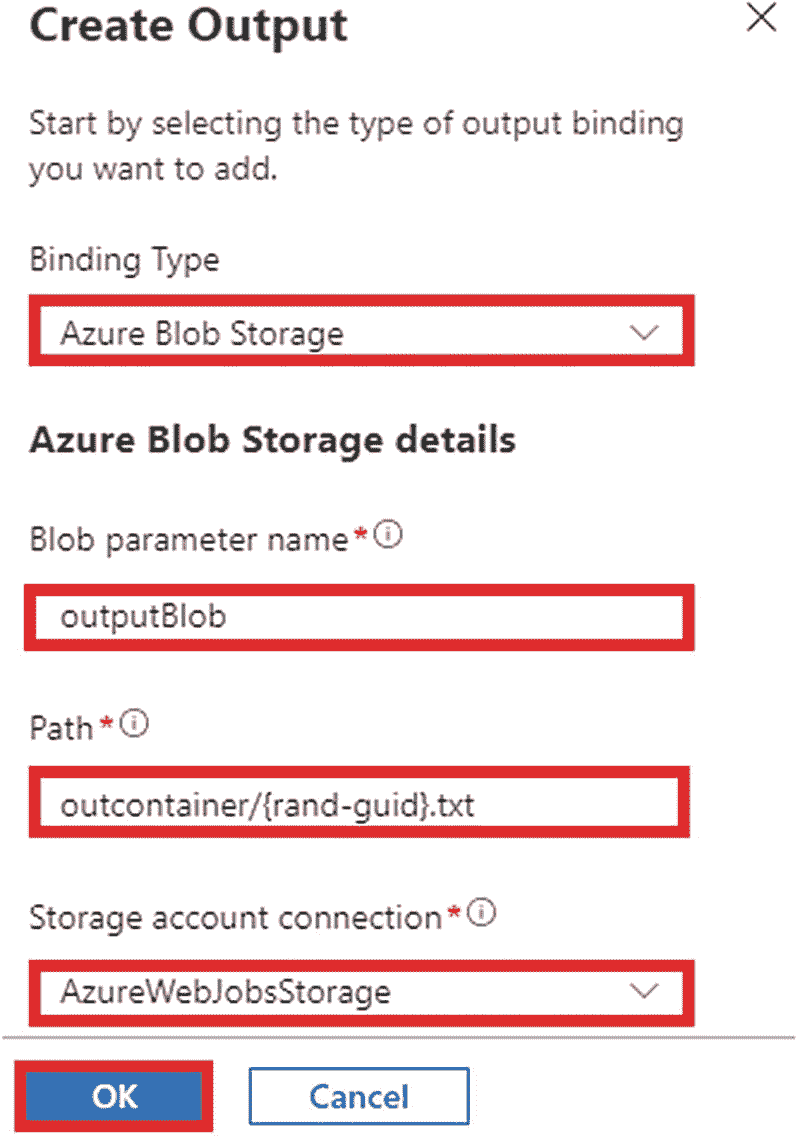 Create Output
Start by selecting the type of output binding
you want to add.
Binding Type
Azure Blob Storage
Azure Blob Storage details
Blob parameter name*
outputBlob
Path*
outcontainer/{rand-guid}.txt
Storage account connection*
AzureWebJobsStorage
OK Cancel